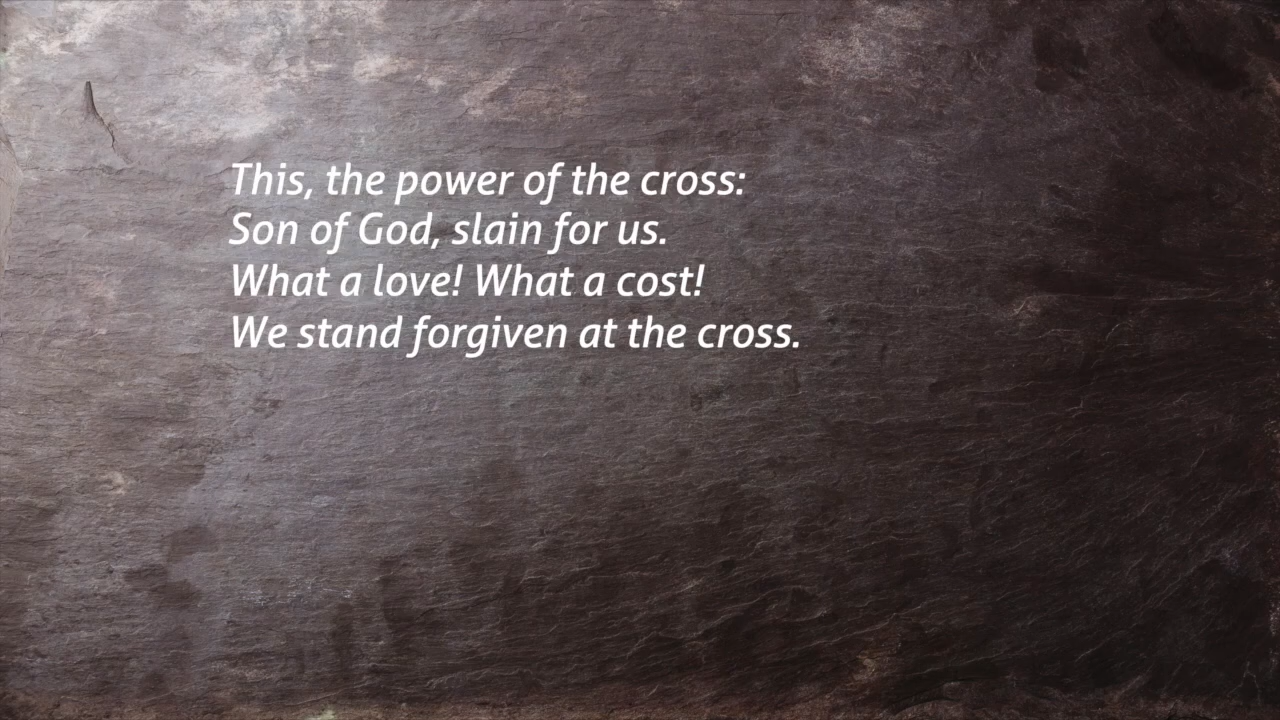 This, the power of the cross:
Son of God, slain for us.
What a love! What a cost!
We stand forgiven at the cross.